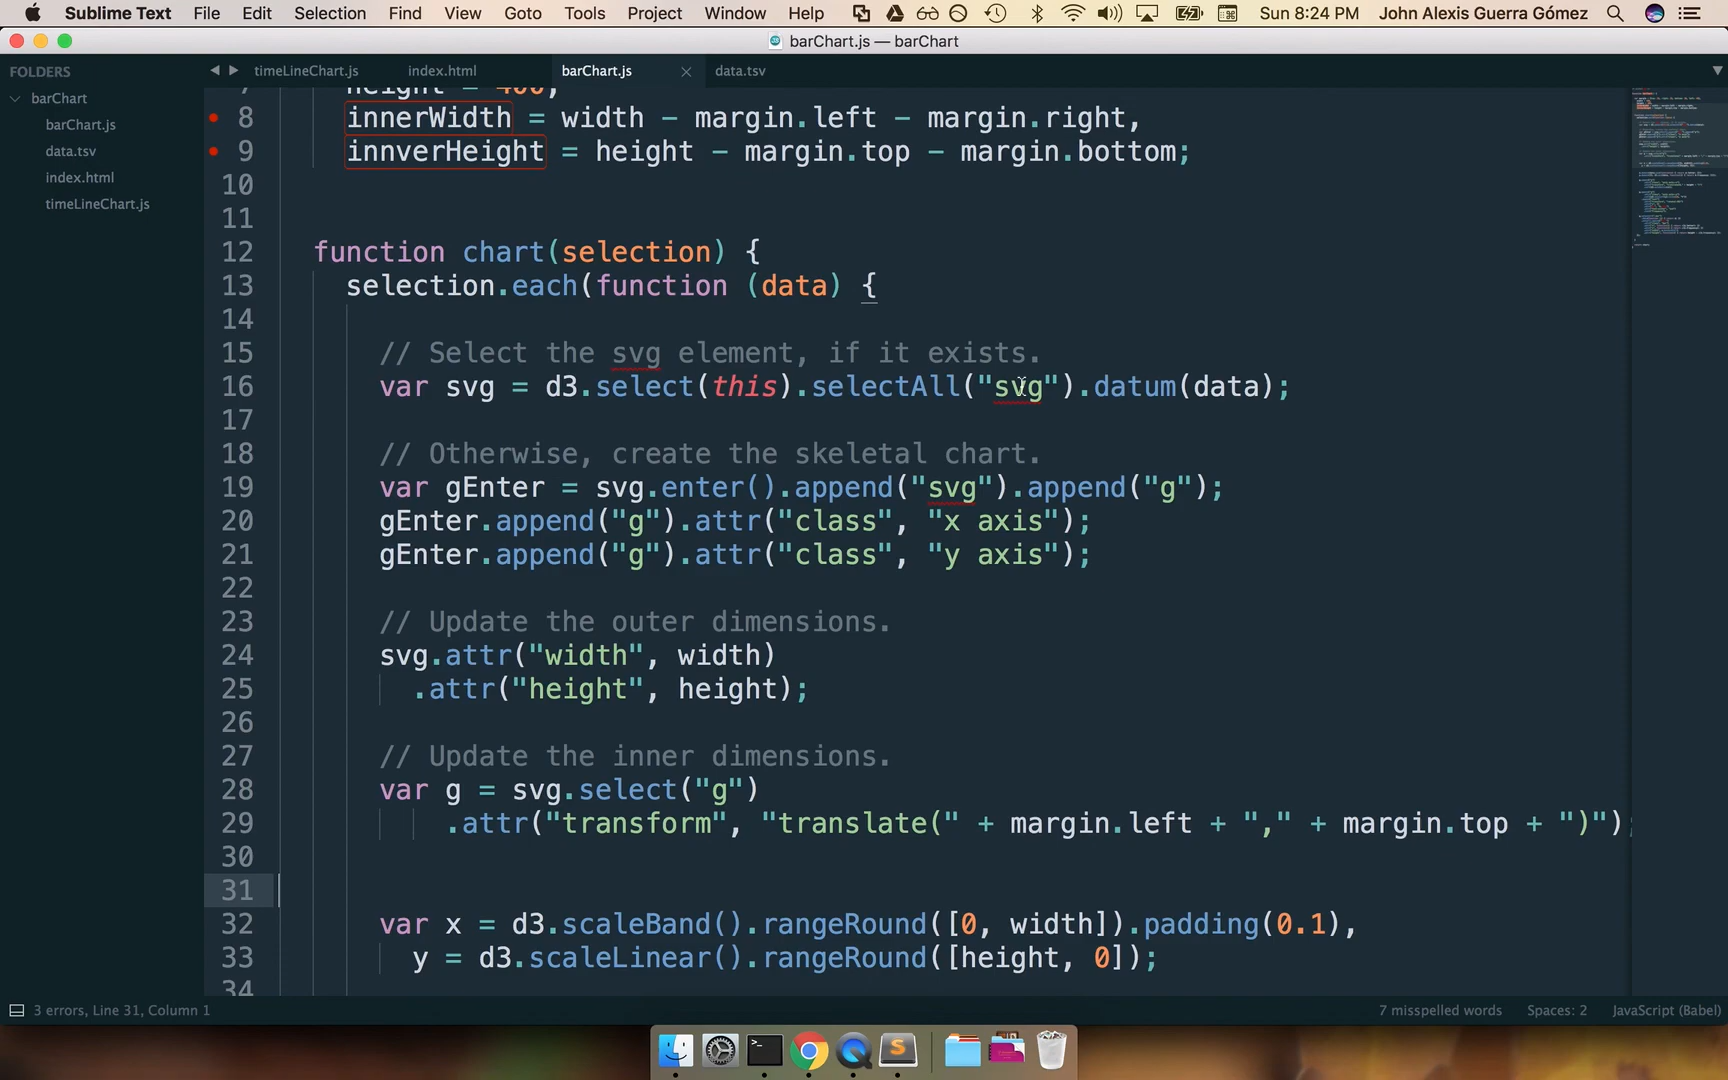 Sublime Text File Edit Selection Find View Goto Tools Project Window Help Sun 8:24 PM John Alexis Guerra Gómez
barChart.js — barChart
FOLDERS
barChart
barChart.js
data.tsv
index.html
timeLineChart.js
timeLineChart.js index.html barChart.js data.tsv
7 height = 400,
8 innerWidth = width - margin.left - margin.right,
9 innverHeight = height - margin.top - margin.bottom;
10
11
12 function chart(selection) {
13 selection.each(function (data) {
14
15 // Select the svg element, if it exists.
16 var svg = d3.select(this).selectAll("svg").datum(data);
17
18 // Otherwise, create the skeletal chart.
19 var gEnter = svg.enter().append("svg").append("g");
20 gEnter.append("g").attr("class", "x axis");
21 gEnter.append("g").attr("class", "y axis");
22
23 // Update the outer dimensions.
24 svg.attr("width", width)
25 .attr("height", height);
26
27 // Update the inner dimensions.
28 var g = svg.select("g")
29 .attr("transform", "translate(" + margin.left + "," + margin.top + ")");
30
31
32 var x = d3.scaleBand().rangeRound([0, width]).padding(0.1),
33 y = d3.scaleLinear().rangeRound([height, 0]);
34
3 errors, Line 31, Column 1 7 misspelled words Spaces: 2 JavaScript (Babel)